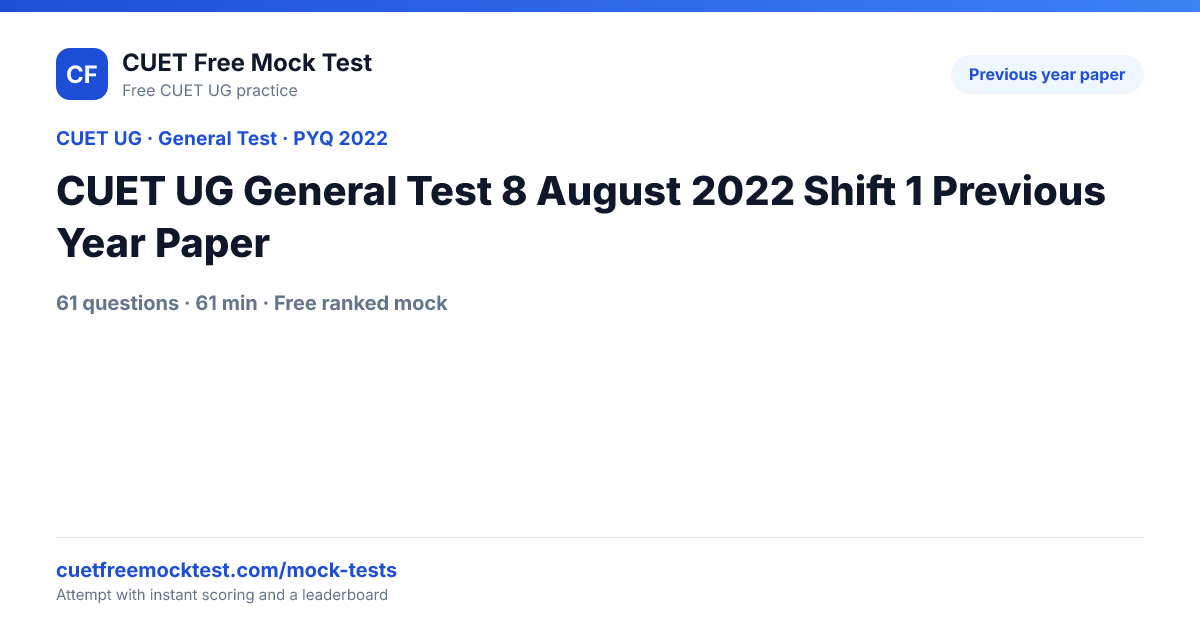 CF
CUET Free Mock Test
Free CUET UG practice
Previous year paper
CUET UG · General Test · PYQ 2022
CUET UG General Test 8 August 2022 Shift 1 Previous
Year Paper
61 questions · 61 min · Free ranked mock
cuetfreemocktest.com/mock-tests
Attempt with instant scoring and a leaderboard